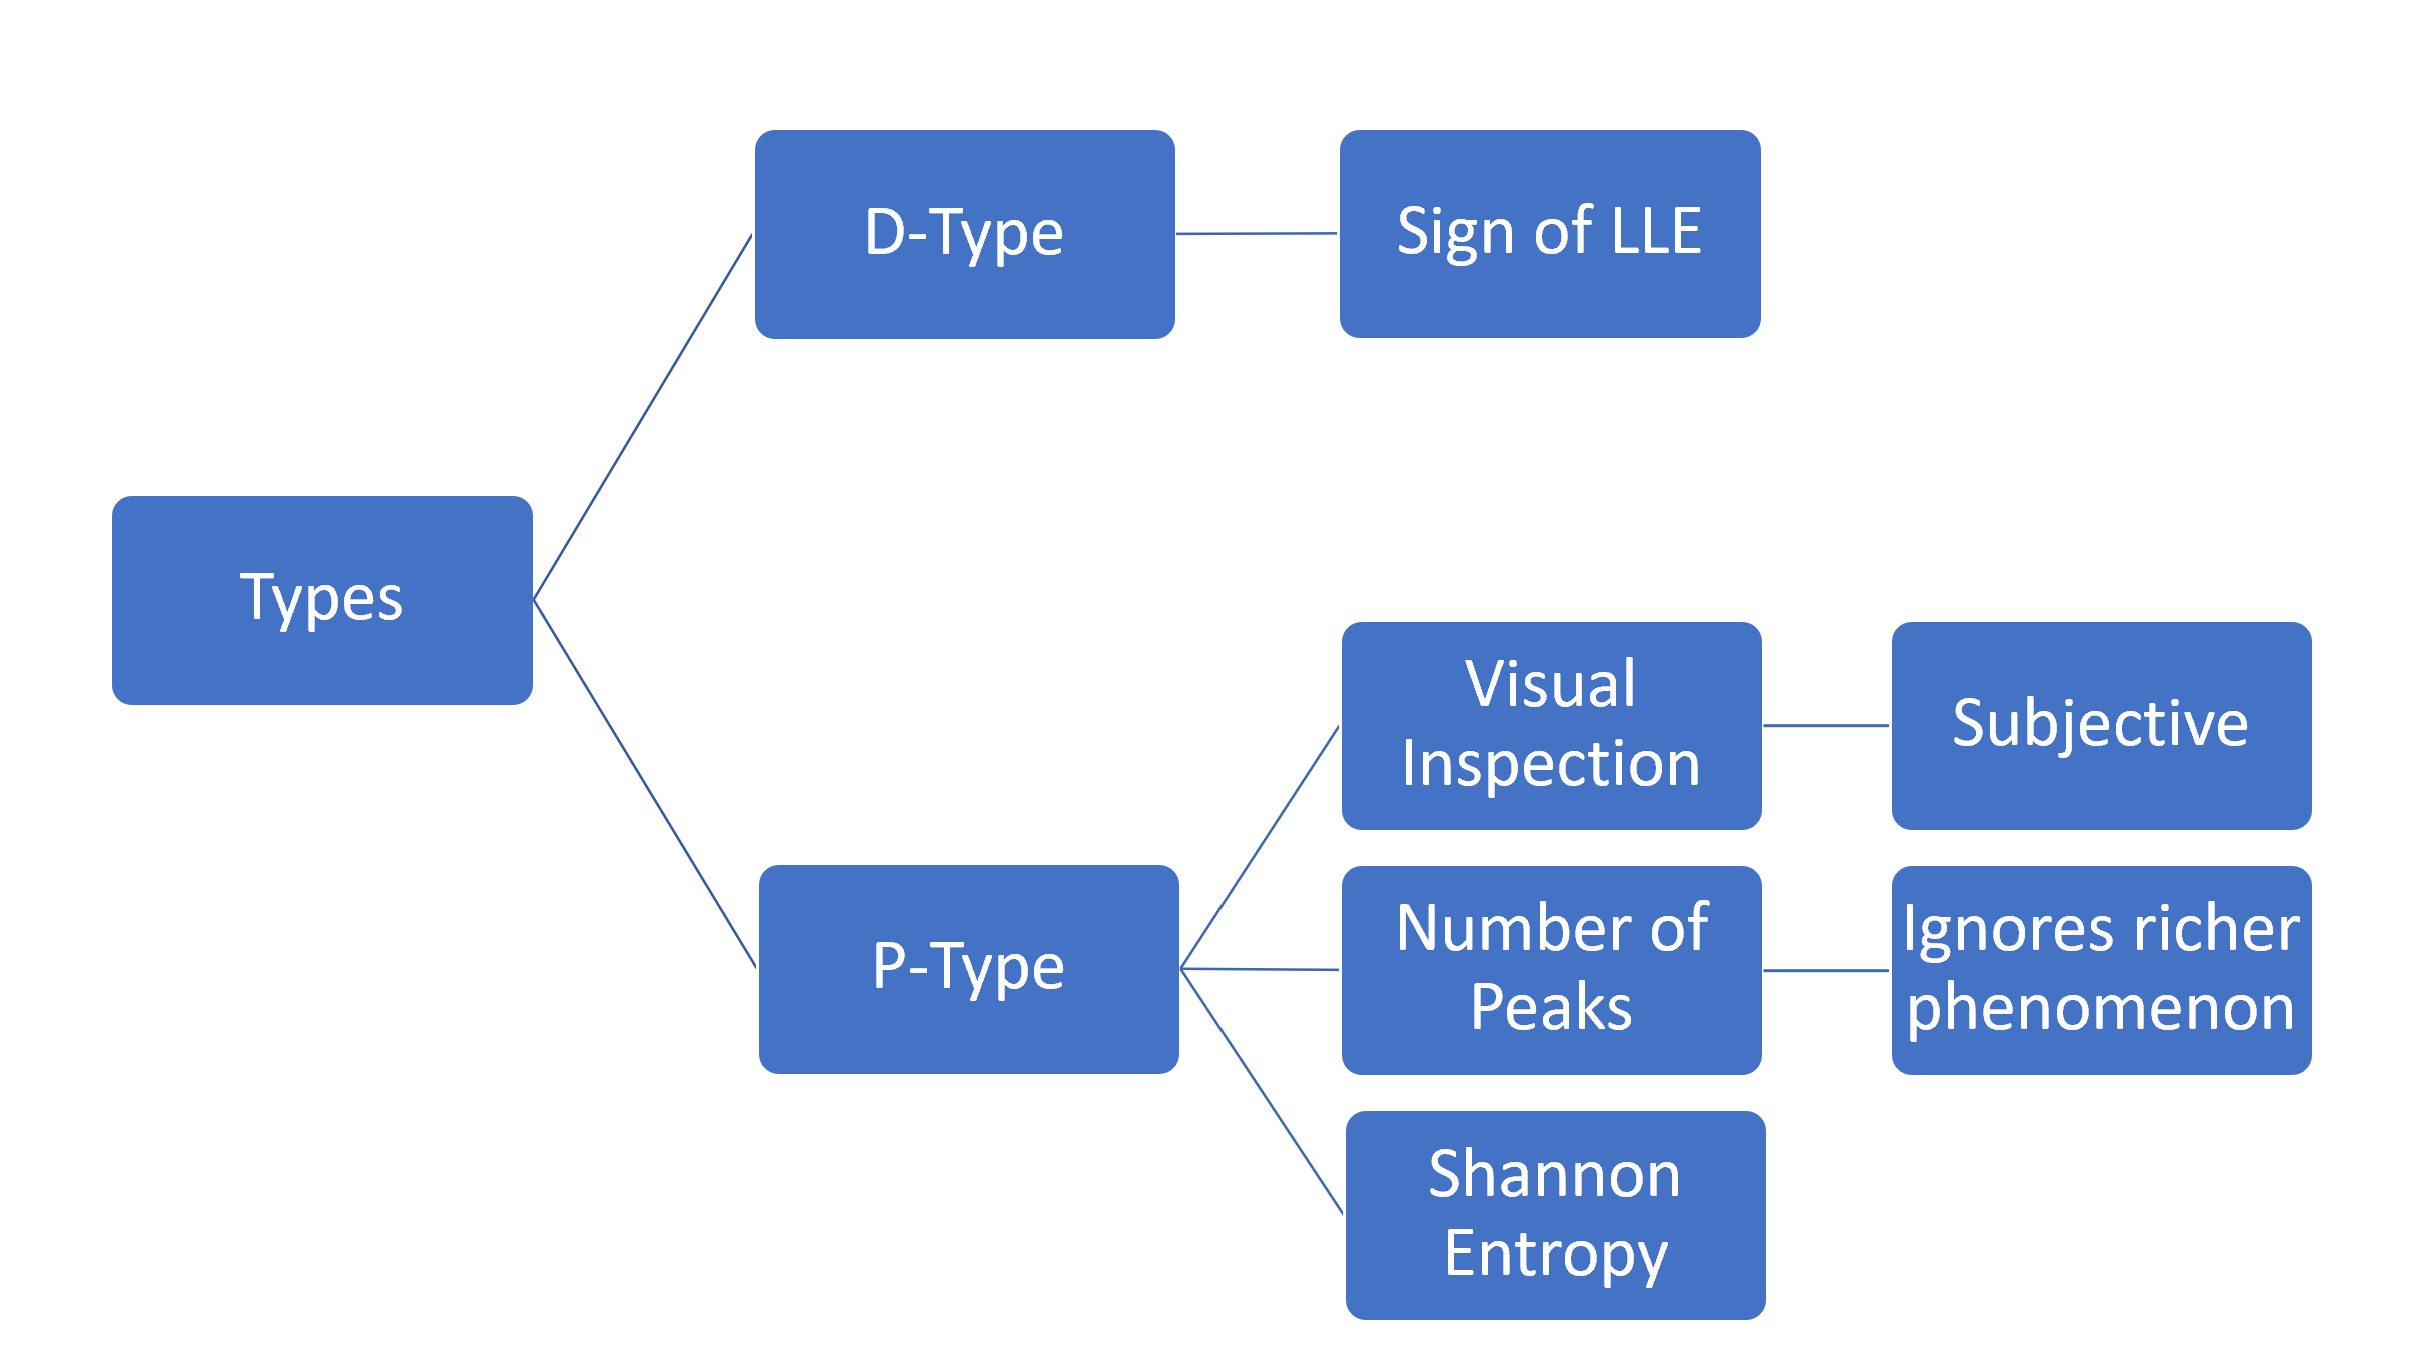 Types
D-Type
Sign of LLE
P-Type
Visual
Inspection
Subjective
Number of
Peaks
Ignores richer
phenomenon
Shannon
Entropy